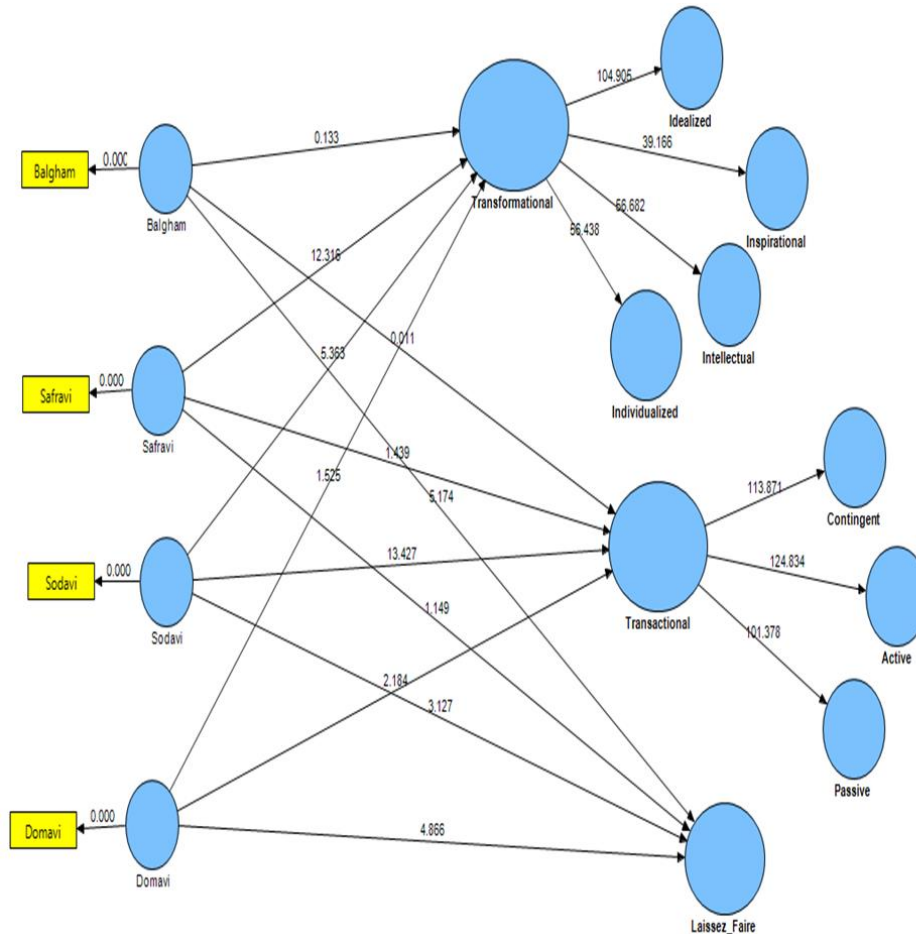 104.905
Idealized
0.133
39.166
0.000
Balgham
Balgham
Transformational
56.682
56.438
Inspirational
12.316
0.011
5.363
Intellectual
Individualized
0.000
Safravi
Safravi
1.439
113.871
Contingent
1.525
5.174
13.427
124.834
0.000
Sodavi
Sodavi
1.149
Transactional
101.378
Active
2.184
3.127
Passive
0.000
Domavi
4.866
Domavi
Laissez_Faire